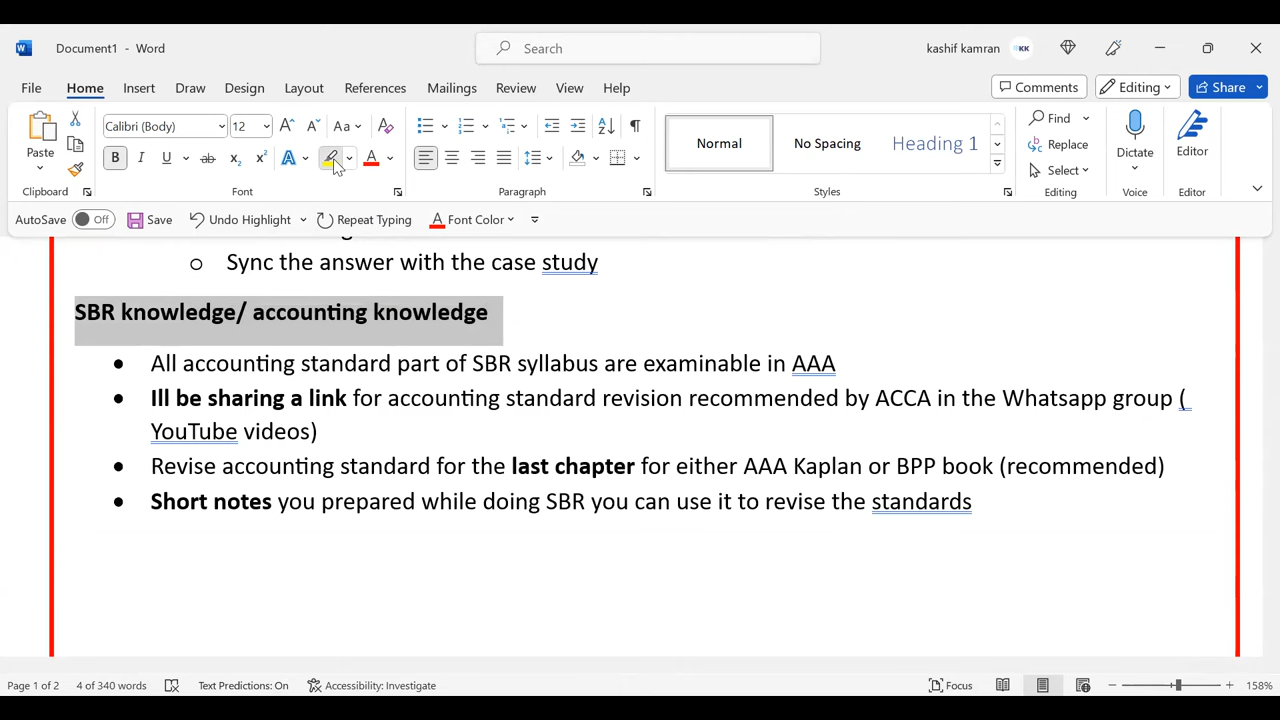 Document1 - Word
Search
kashif kamran
KK
File
Home
Insert
Draw
Design
Layout
References
Mailings
Review
View
Help
Comments
Editing
Share
Paste
Clipboard
Calibri (Body)
12
Aa
Font
Paragraph
Normal
No Spacing
Heading 1
Styles
Find
Replace
Select
Editing
Dictate
Voice
Editor
Editor
AutoSave Off
Save
Undo Highlight
Repeat Typing
Font Color
o Sync the answer with the case study
SBR knowledge/ accounting knowledge
• All accounting standard part of SBR syllabus are examinable in AAA
• Ill be sharing a link for accounting standard revision recommended by ACCA in the Whatsapp group (
YouTube videos)
• Revise accounting standard for the last chapter for either AAA Kaplan or BPP book (recommended)
• Short notes you prepared while doing SBR you can use it to revise the standards
Page 1 of 2
4 of 340 words
Text Predictions: On
Accessibility: Investigate
Focus
158%